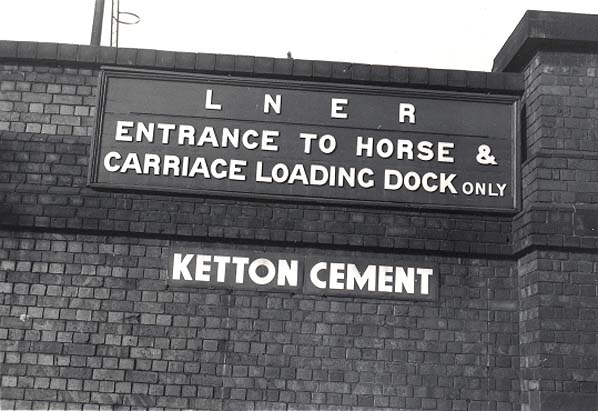 L N E R
ENTRANCE TO HORSE &
CARRIAGE LOADING DOCK ONLY
KETTON CEMENT